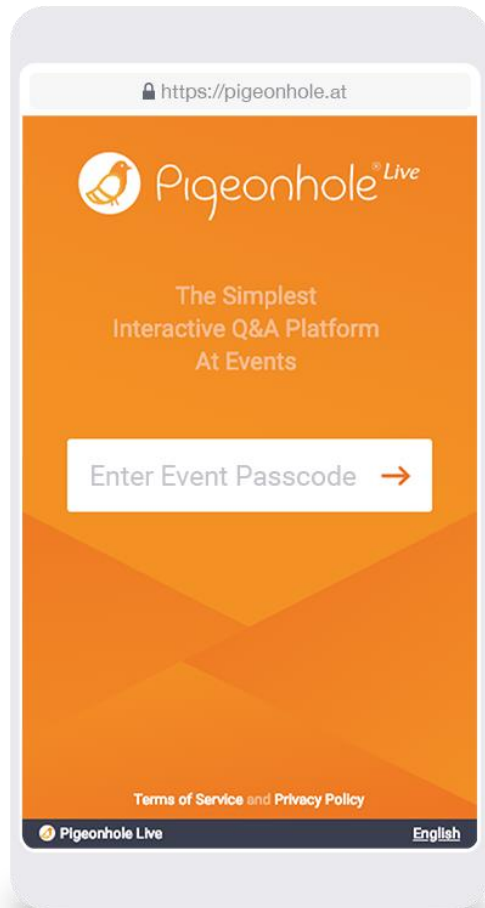 https://pigeonhole.at
Pigeonhole® Live
The Simplest
Interactive Q&A Platform
At Events
Enter Event Passcode →
Terms of Service and Privacy Policy
Pigeonhole Live English